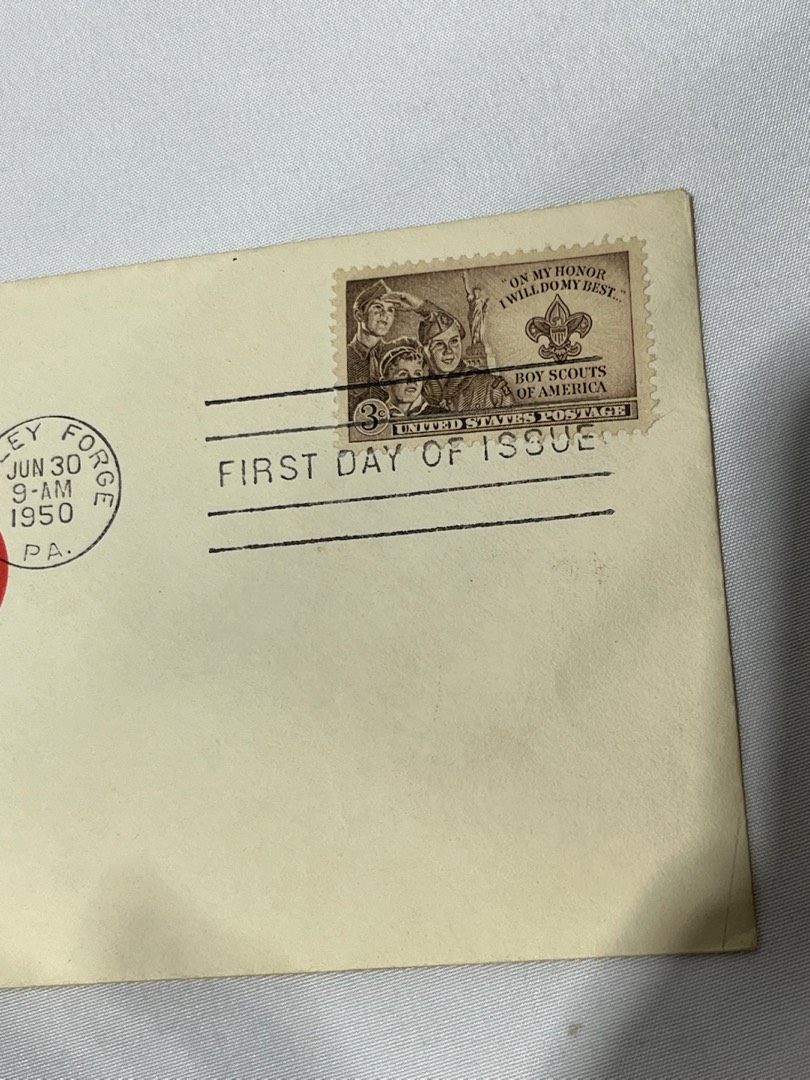 "ON MY HONOR
I WILL DO MY BEST..."
BOY SCOUTS
OF AMERICA
3¢
UNITED STATES POSTAGE
LEY FORGE
JUN 30
9-AM
1950
PA.
FIRST DAY OF ISSUE